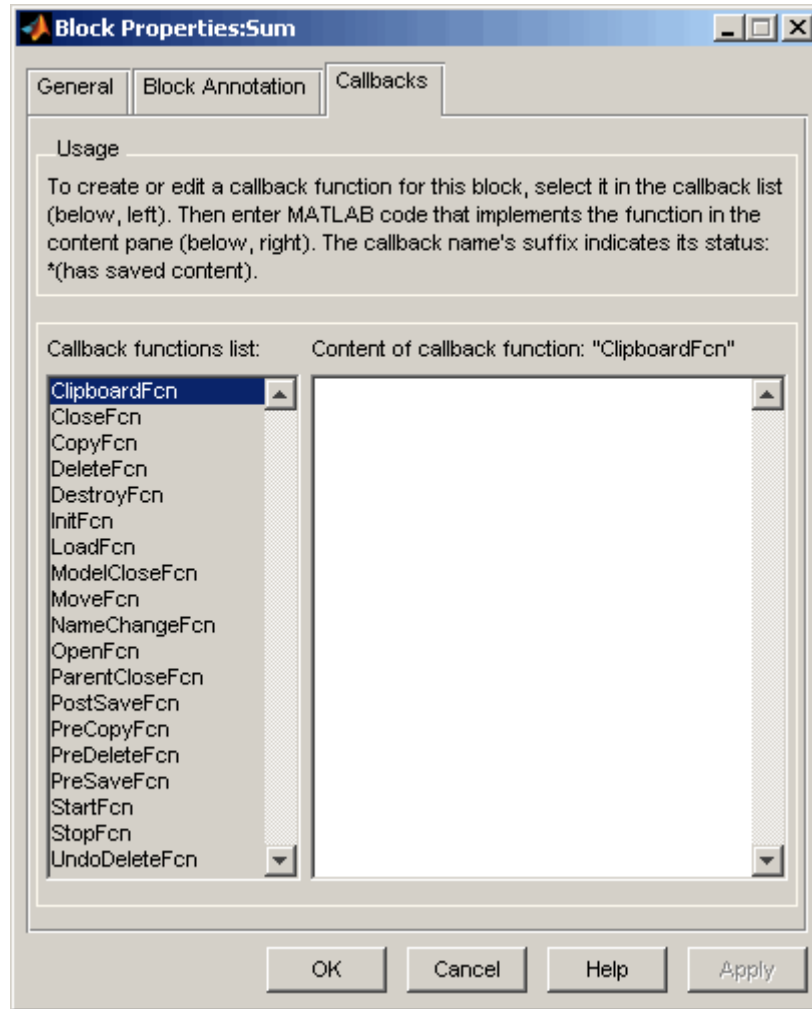 Block Properties:Sum
General Block Annotation Callbacks
Usage
To create or edit a callback function for this block, select it in the callback list
(below, left). Then enter MATLAB code that implements the function in the
content pane (below, right). The callback name's suffix indicates its status:
*(has saved content).
Callback functions list: Content of callback function: "ClipboardFcn"
ClipboardFcn
CloseFcn
CopyFcn
DeleteFcn
DestroyFcn
InitFcn
LoadFcn
ModelCloseFcn
MoveFcn
NameChangeFcn
OpenFcn
ParentCloseFcn
PostSaveFcn
PreCopyFcn
PreDeleteFcn
PreSaveFcn
StartFcn
StopFcn
UndoDeleteFcn
OK Cancel Help Apply